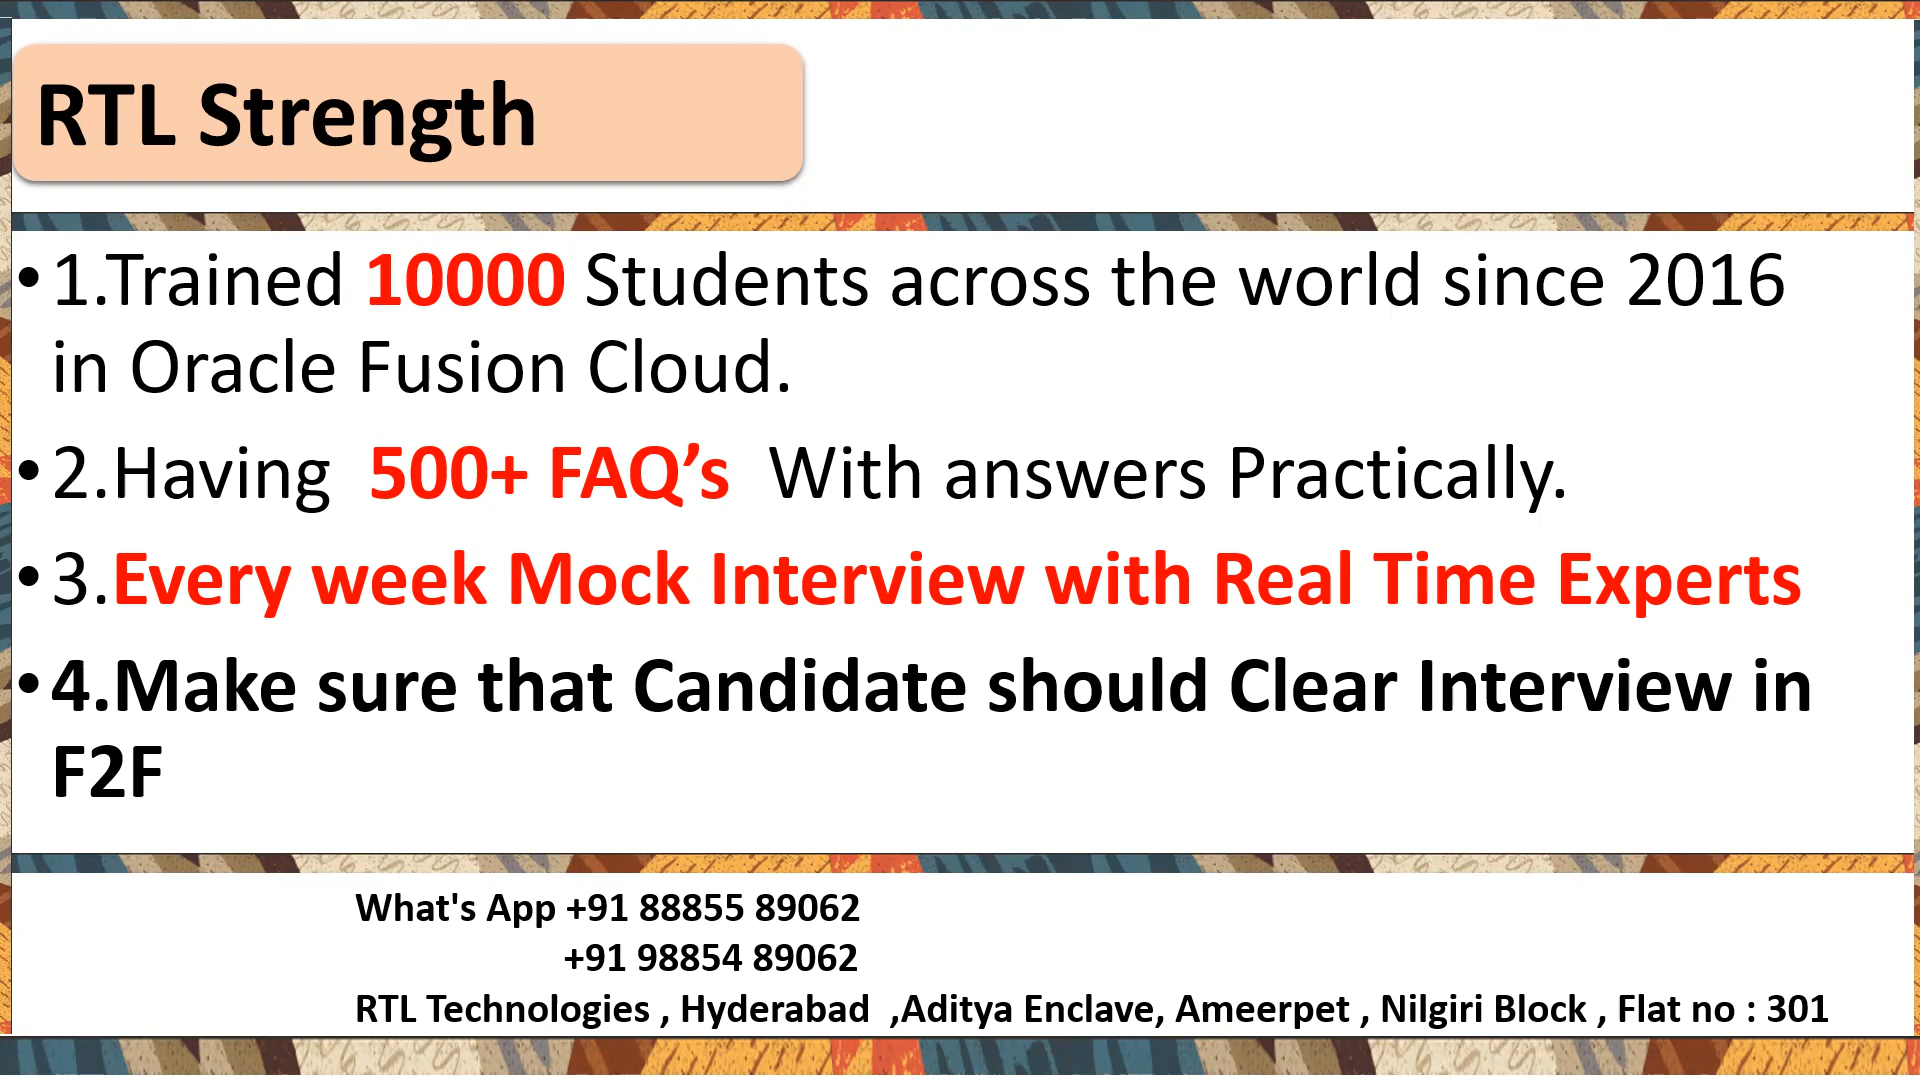 RTL Strength
•1.Trained 10000 Students across the world since 2016
in Oracle Fusion Cloud.
•2.Having 500+ FAQ’s With answers Practically.
•3.Every week Mock Interview with Real Time Experts
•4.Make sure that Candidate should Clear Interview in
F2F
What's App +91 88855 89062
+91 98854 89062
RTL Technologies , Hyderabad ,Aditya Enclave, Ameerpet , Nilgiri Block , Flat no : 301